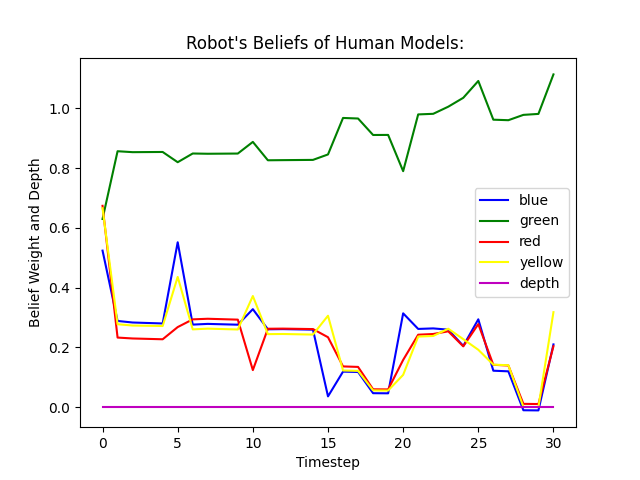 Robot's Beliefs of Human Models:
Belief Weight and Depth
1.0
0.8
0.6
0.4
0.2
0.0
blue
green
red
yellow
depth
0 5 10 15 20 25 30
Timestep